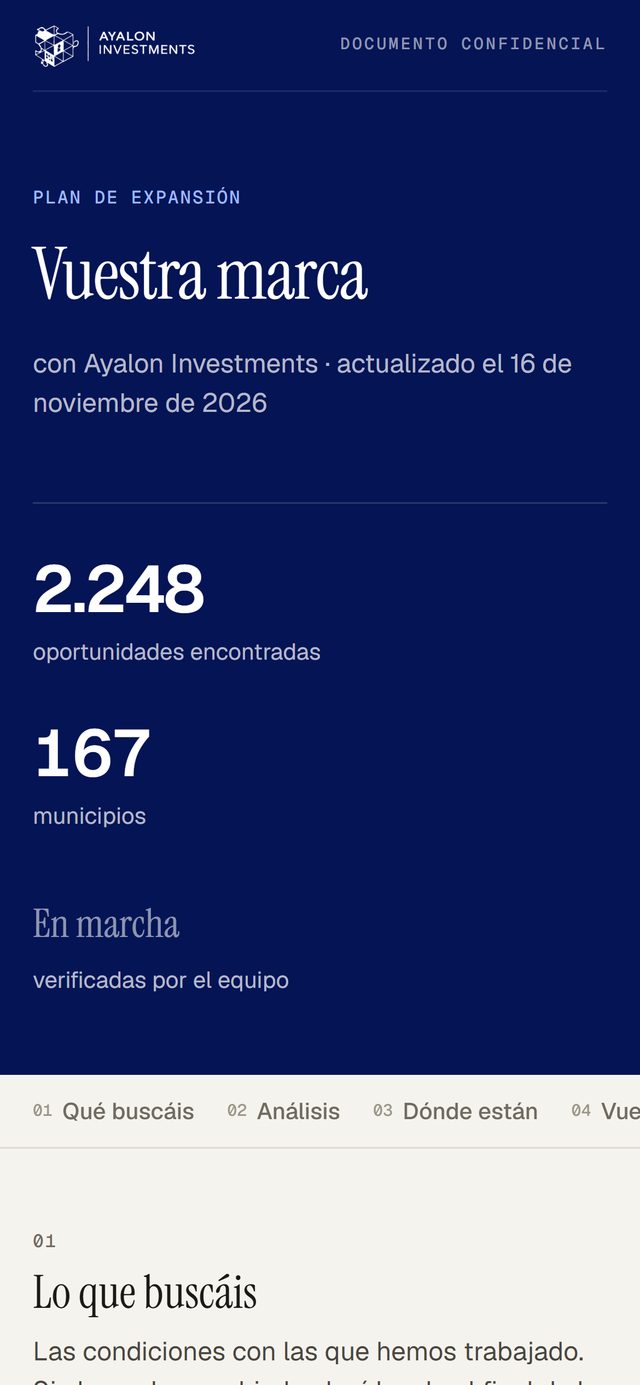 AYALON
INVESTMENTS
DOCUMENTO CONFIDENCIAL
PLAN DE EXPANSIÓN
Vuestra marca
con Ayalon Investments · actualizado el 16 de
noviembre de 2026
2.248
oportunidades encontradas
167
municipios
En marcha
verificadas por el equipo
01 Qué buscáis 02 Análisis 03 Dónde están 04 Vue
01
Lo que buscáis
Las condiciones con las que hemos trabajado.